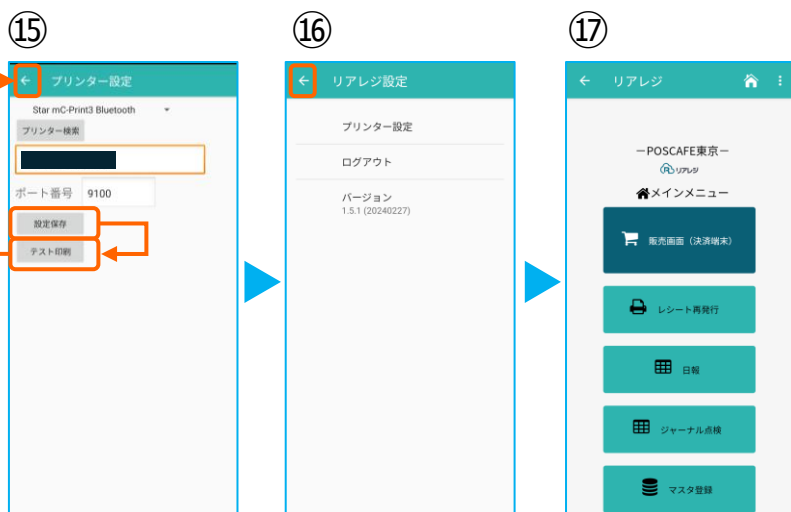 ⑮
← プリンター設定
Star mC-Print3 Bluetooth
プリンター検索
ポート番号 9100
設定保存
テスト印刷
⑯
← リアレジ設定
プリンター設定
ログアウト
バージョン
1.5.1 (20240227)
⑰
← リアレジ
ーPOSCAFE東京ー
R リアレジ
メインメニュー
販売画面（決済端末）
レシート再発行
日報
ジャーナル点検
マスタ登録